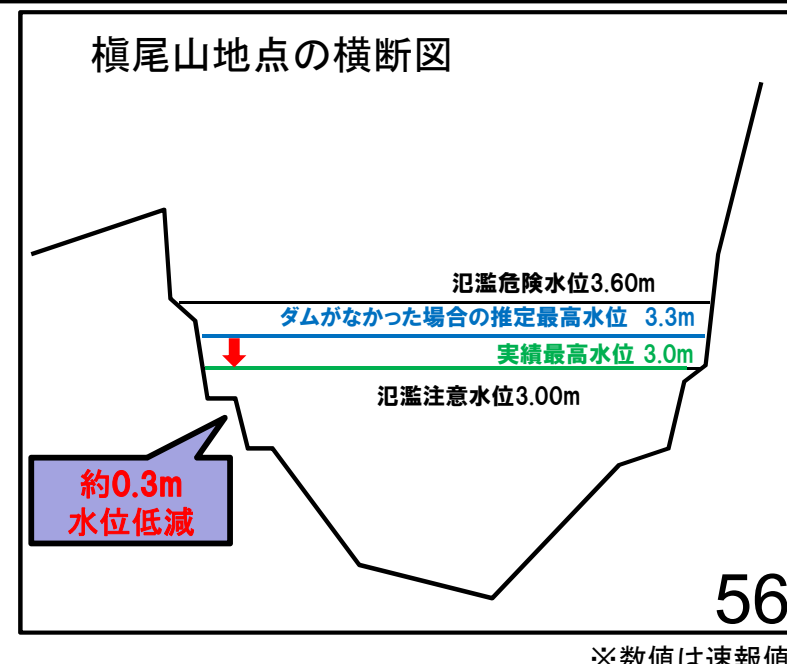 槇尾山地点の横断図
氾濫危険水位3.60m
ダムがなかった場合の推定最高水位 3.3m
実績最高水位 3.0m
氾濫注意水位3.00m
約0.3m
水位低減
56
※数値は速報値